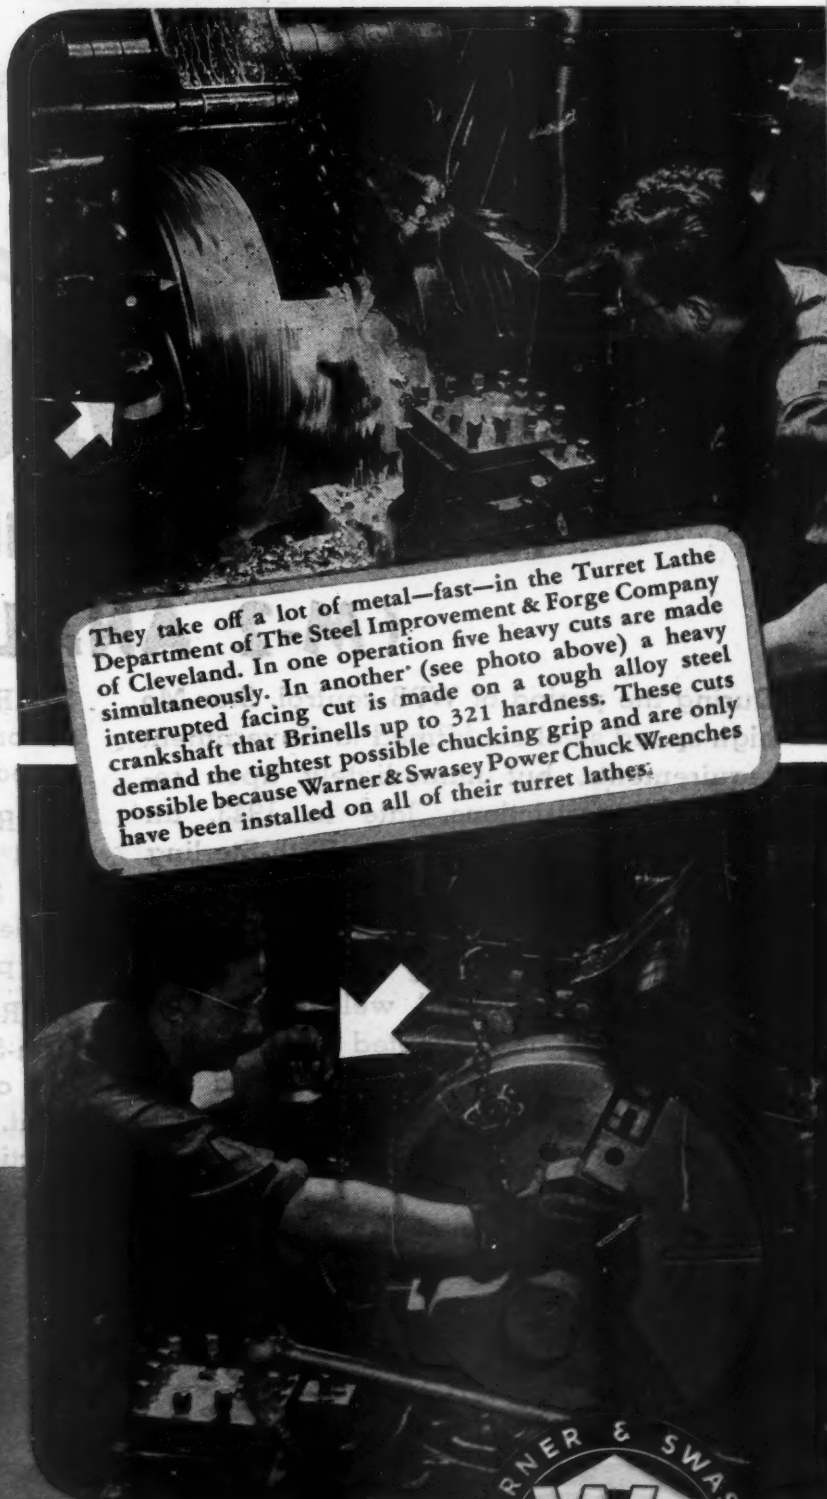 They take off a lot of metal—fast—in the Turret Lathe
Department of The Steel Improvement & Forge Company
of Cleveland. In one operation five heavy cuts are made
simultaneously. In another (see photo above) a heavy
interrupted facing cut is made on a tough alloy steel
crankshaft that Brinells up to 321 hardness. These cuts
demand the tightest possible chucking grip and are only
possible because Warner & Swasey Power Chuck Wrenches
have been installed on all of their turret lathes.
RNER & SWAS